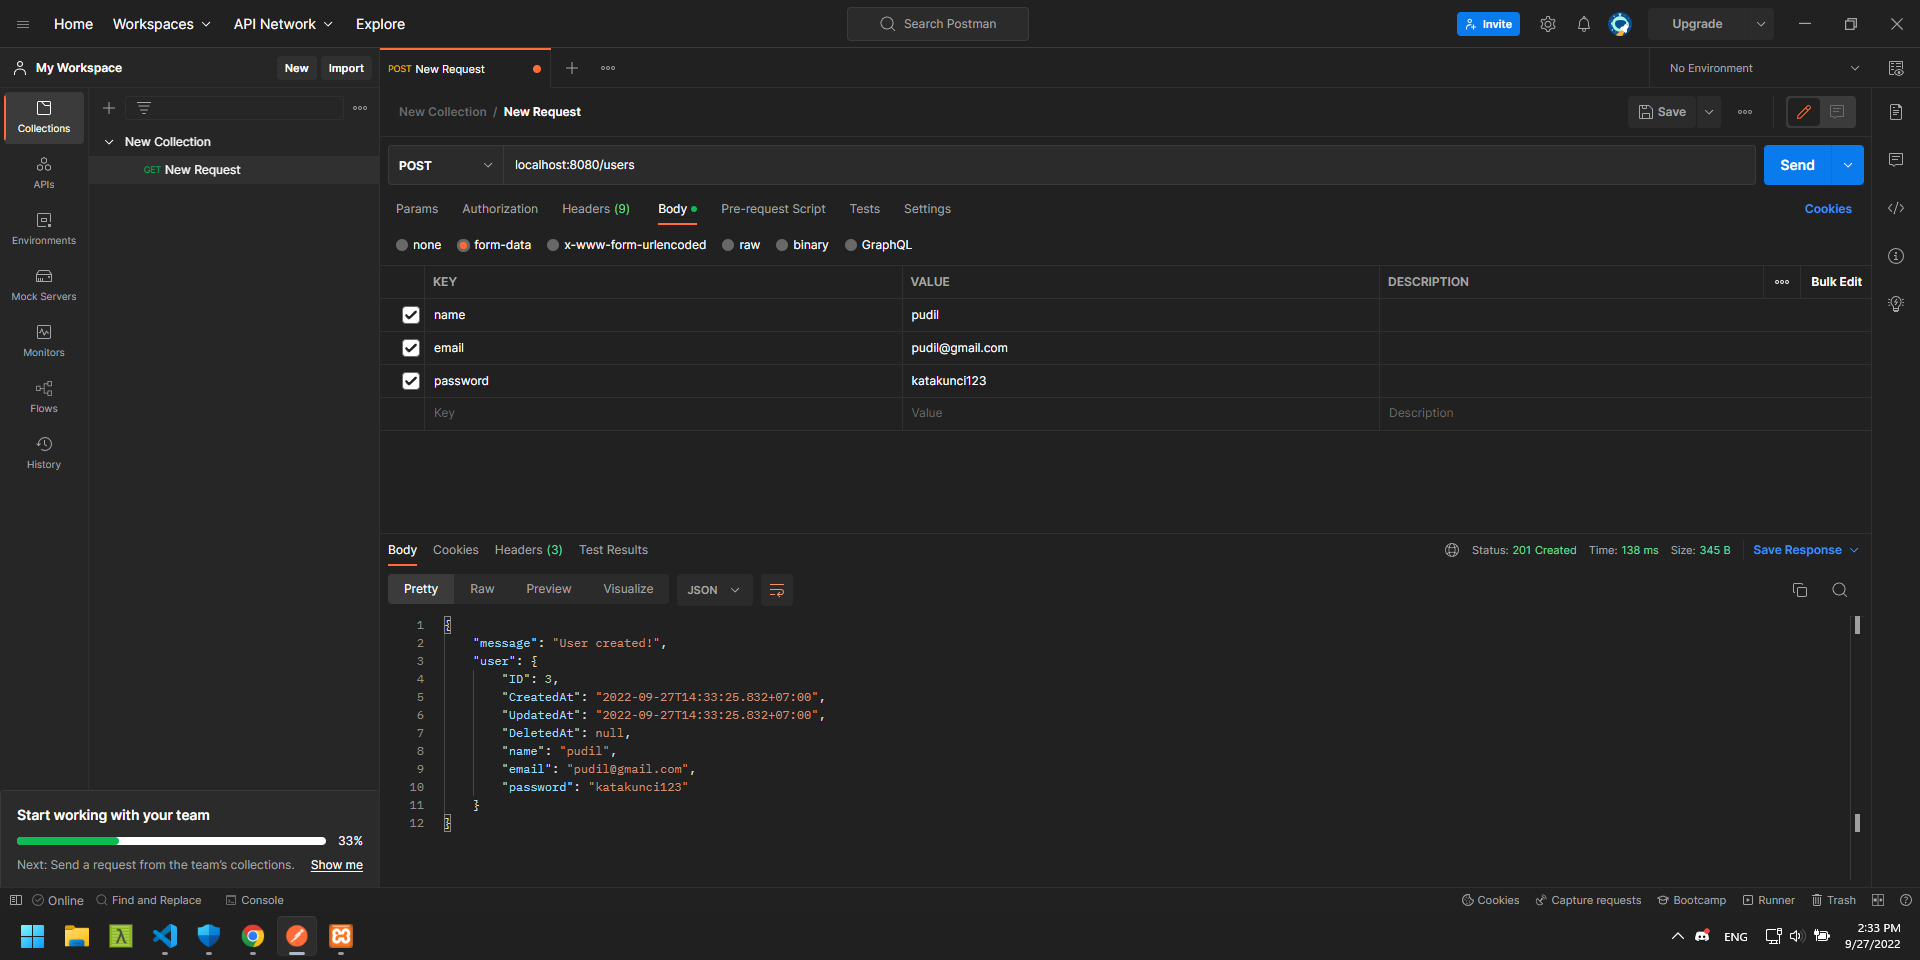 Home Workspaces API Network Explore Search Postman Invite Upgrade
My Workspace New Import POST New Request No Environment
Collections
New Collection / New Request Save
New Collection
GET New Request
APIs
Environments
Mock Servers
Monitors
Flows
History
POST localhost:8080/users Send
Params Authorization Headers (9) Body Pre-request Script Tests Settings Cookies
none form-data x-www-form-urlencoded raw binary GraphQL
KEY VALUE DESCRIPTION Bulk Edit
name pudil
email pudil@gmail.com
password katakunci123
Key Value Description
Body Cookies Headers (3) Test Results Status: 201 Created Time: 138 ms Size: 345 B Save Response
Pretty Raw Preview Visualize JSON
1 {
2 "message": "User created!",
3 "user": {
4 "ID": 3,
5 "CreatedAt": "2022-09-27T14:33:25.832+07:00",
6 "UpdatedAt": "2022-09-27T14:33:25.832+07:00",
7 "DeletedAt": null,
8 "name": "pudil",
9 "email": "pudil@gmail.com",
10 "password": "katakunci123"
11 }
12 }
Start working with your team
33%
Next: Send a request from the team's collections. Show me
Online Find and Replace Console Cookies Capture requests Bootcamp Runner Trash
ENG 2:33 PM
9/27/2022